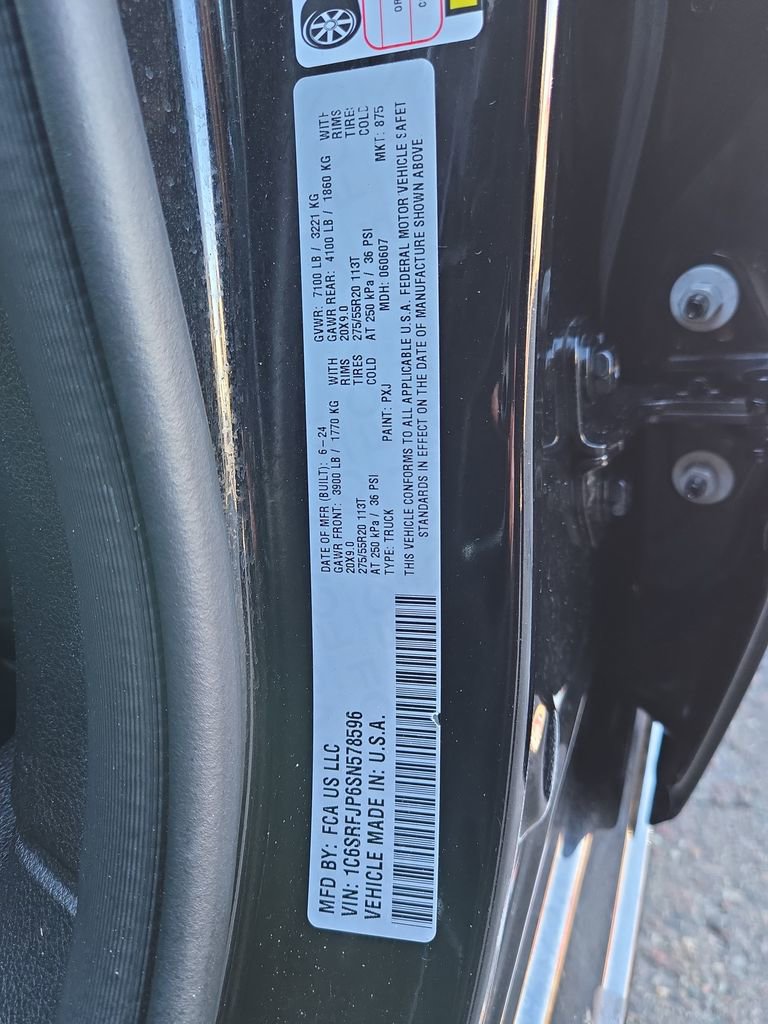 OR
C
MFD BY: FCA US LLC
VIN: 1C6SRFJP6SN578596
VEHICLE MADE IN: U.S.A.
DATE OF MFR (BUILT): 6-24 GVWR: 7100 LB / 3221 KG
GAWR FRONT: 3900 LB / 1770 KG WITH GAWR REAR: 4100 LB / 1860 KG WITH
20X9.0 RIMS 20X9.0 RIMS
275/55R20 113T TIRES 275/55R20 113T TIRES
AT 250 kPa / 36 PSI COLD AT 250 kPa / 36 PSI COLD
TYPE: TRUCK PAINT: PXJ MDH: 060607 MKT: 875
THIS VEHICLE CONFORMS TO ALL APPLICABLE U.S.A. FEDERAL MOTOR VEHICLE SAFET
STANDARDS IN EFFECT ON THE DATE OF MANUFACTURE SHOWN ABOVE